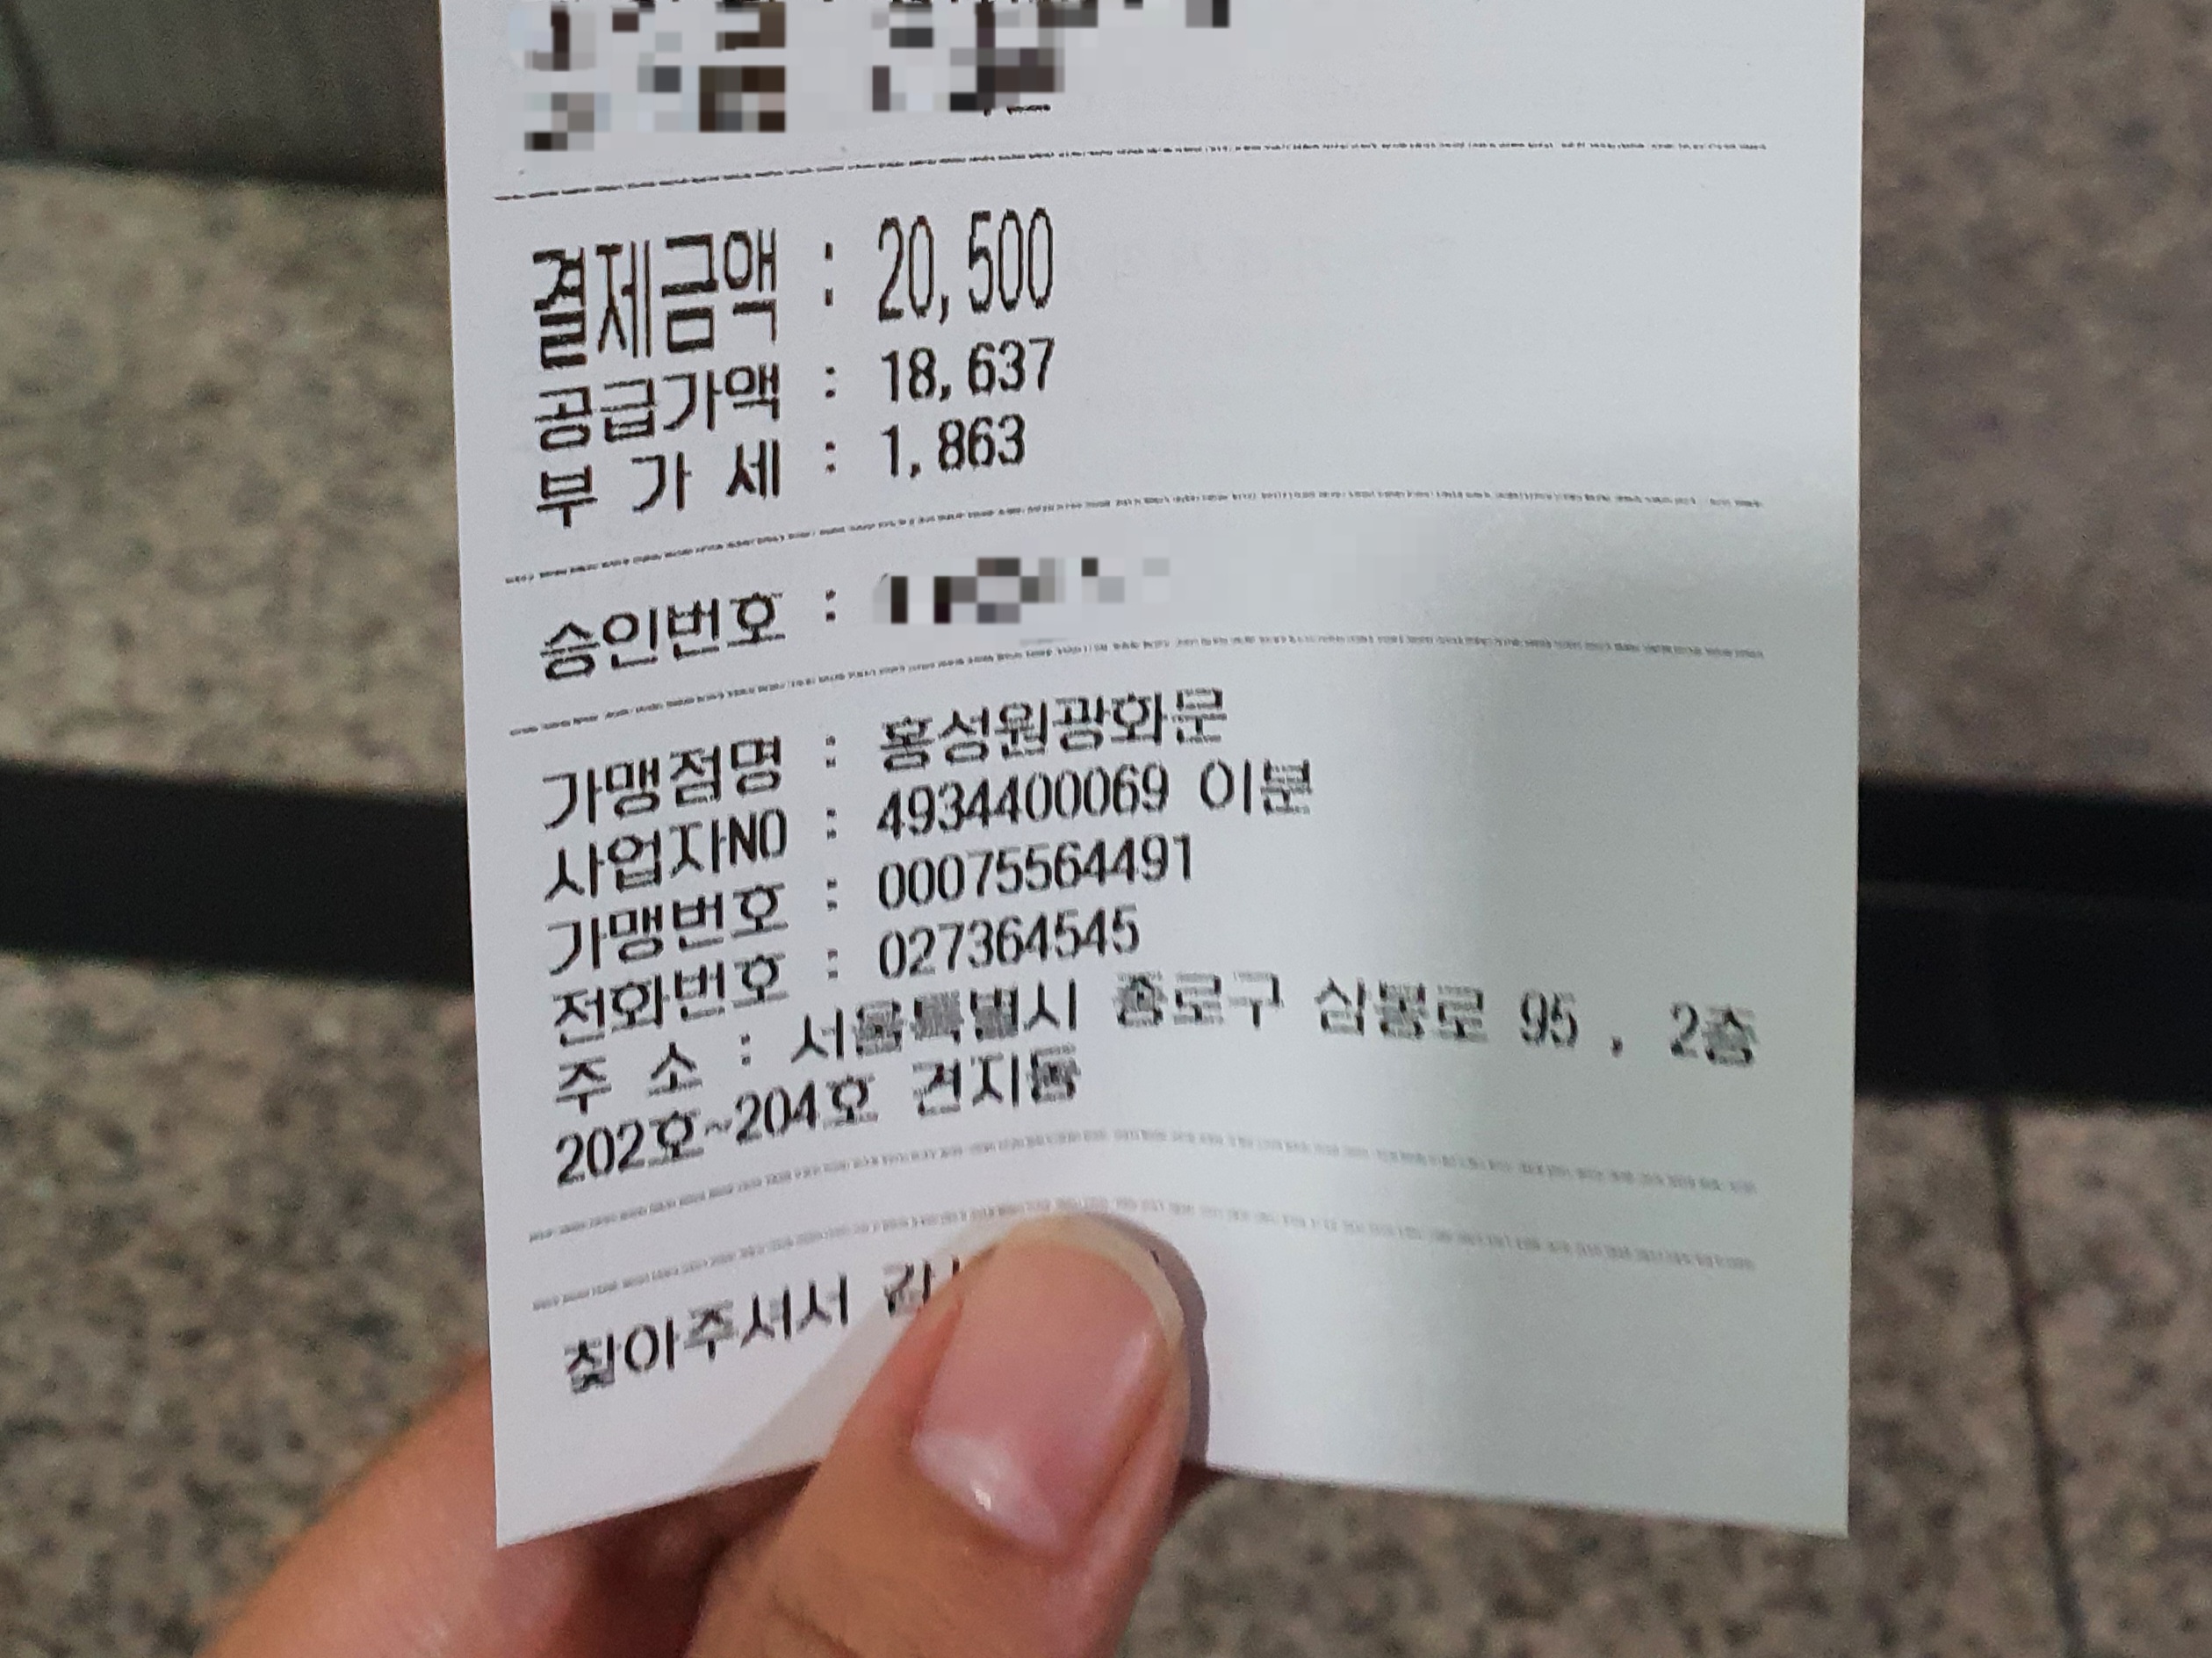 결제금액 : 20,500
공급가액 : 18,637
부 가 세 : 1,863
승인번호 :
가맹점명 : 홍성원광화문
사업자NO : 4934400069 이분
가맹번호 : 00075564491
전화번호 : 027364545
주 소 : 서울특별시 종로구 삼봉로 95 , 2층
202호~204호 견지동
찾아주셔서